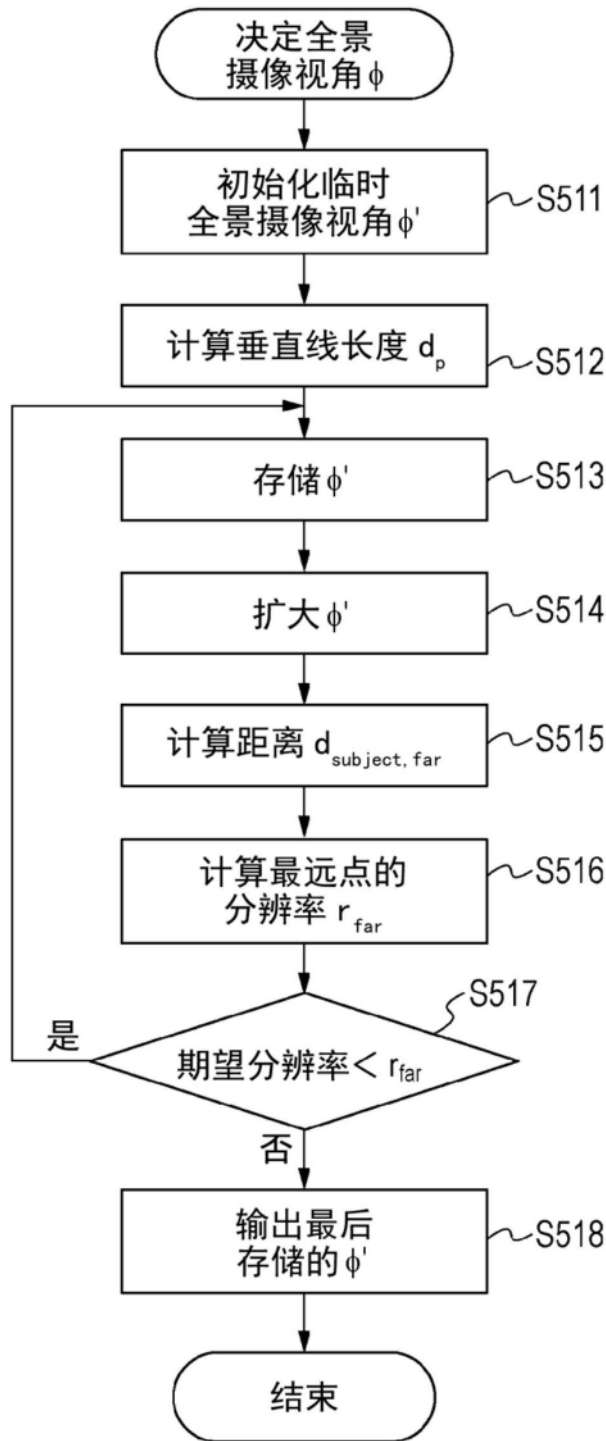 决定全景
摄像视角ϕ
初始化临时
全景摄像视角ϕ'
S511
计算垂直线长度 dp
S512
存储ϕ'
S513
扩大ϕ'
S514
计算距离 dsubject, far
S515
计算最远点的
分辨率 rfar
S516
S517
是
期望分辨率< rfar
否
输出最后
存储的ϕ'
S518
结束